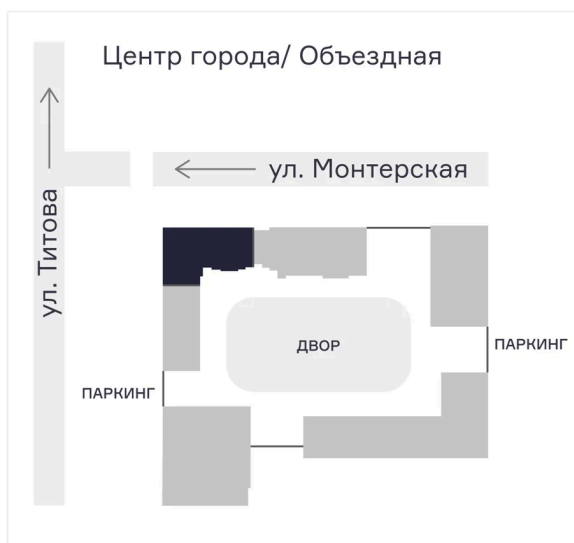 Центр города/ Объездная
ул. Монтерская
ул. Титова
ДВОР
ПАРКИНГ
ПАРКИНГ